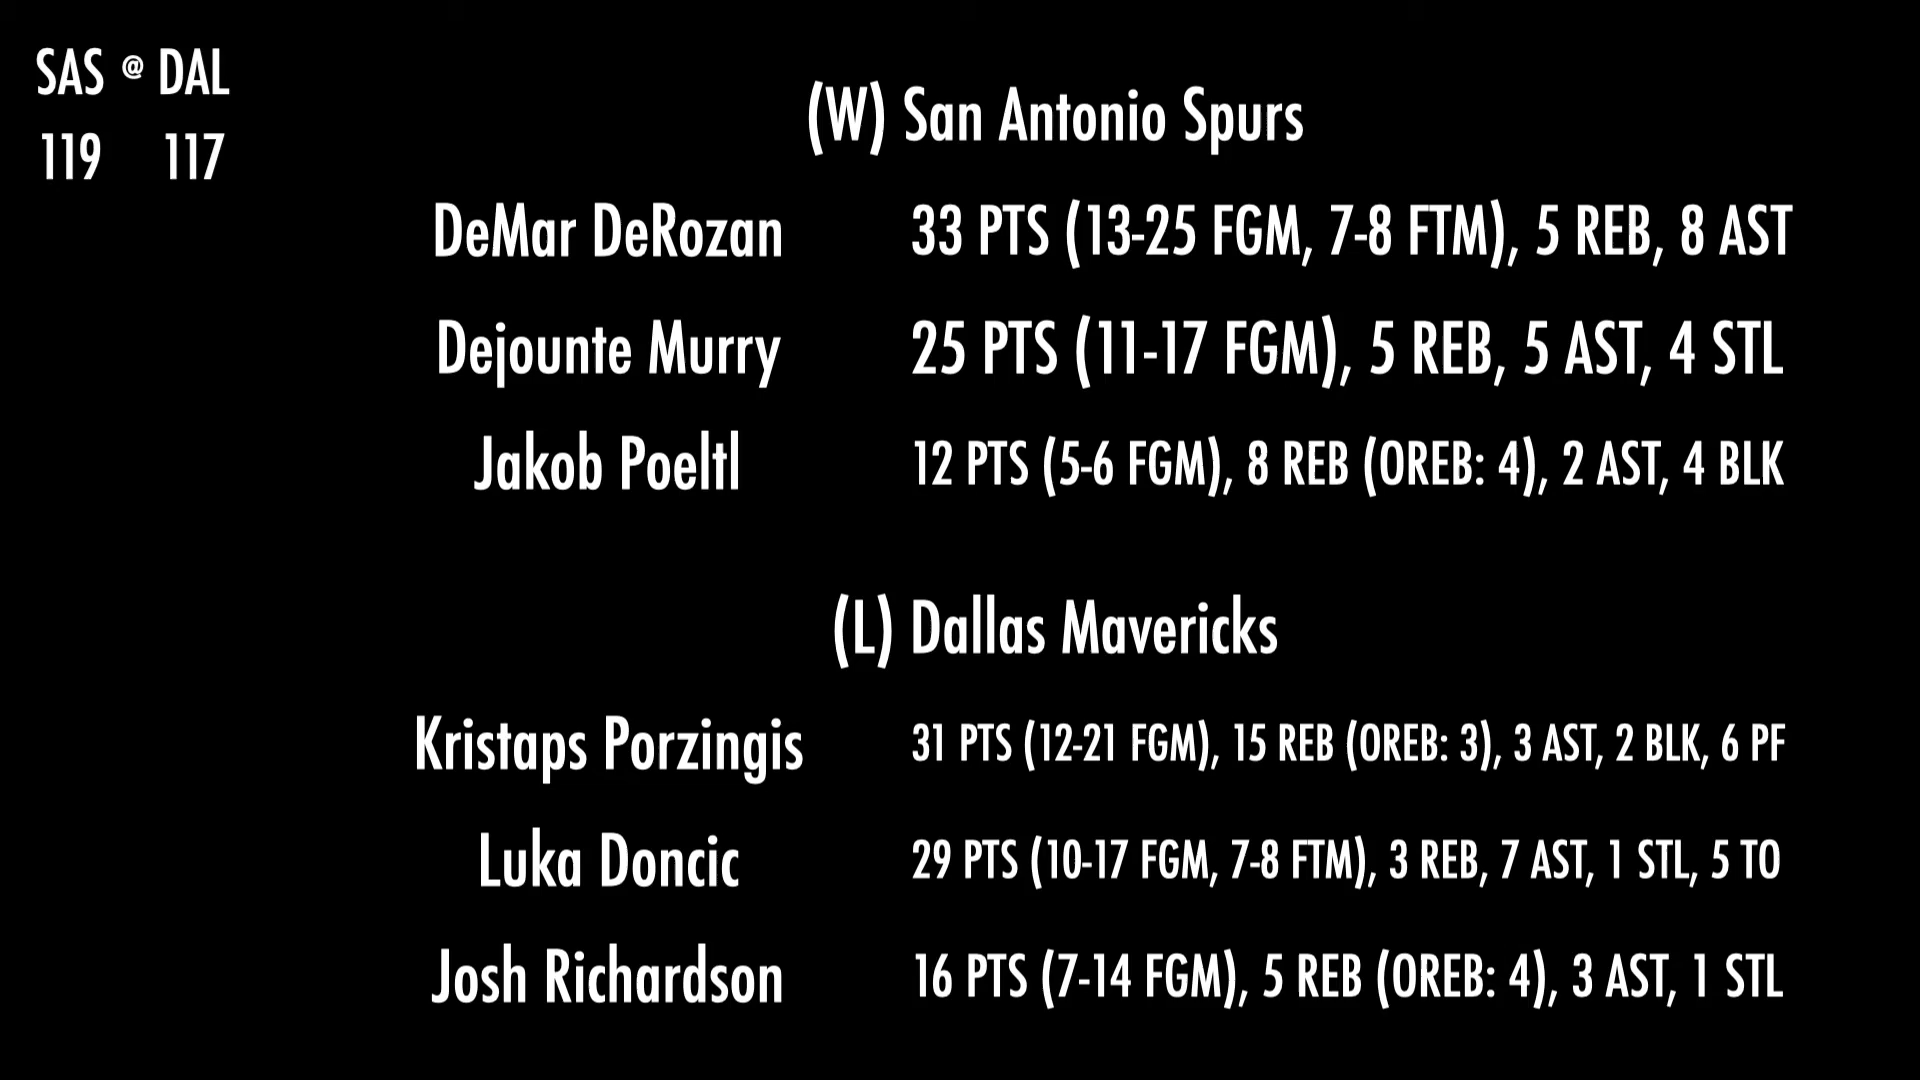 SAS @ DAL
119 117
(W) San Antonio Spurs
DeMar DeRozan 33 PTS (13-25 FGM, 7-8 FTM), 5 REB, 8 AST
Dejounte Murry 25 PTS (11-17 FGM), 5 REB, 5 AST, 4 STL
Jakob Poeltl 12 PTS (5-6 FGM), 8 REB (OREB: 4), 2 AST, 4 BLK
(L) Dallas Mavericks
Kristaps Porzingis 31 PTS (12-21 FGM), 15 REB (OREB: 3), 3 AST, 2 BLK, 6 PF
Luka Doncic 29 PTS (10-17 FGM, 7-8 FTM), 3 REB, 7 AST, 1 STL, 5 TO
Josh Richardson 16 PTS (7-14 FGM), 5 REB (OREB: 4), 3 AST, 1 STL